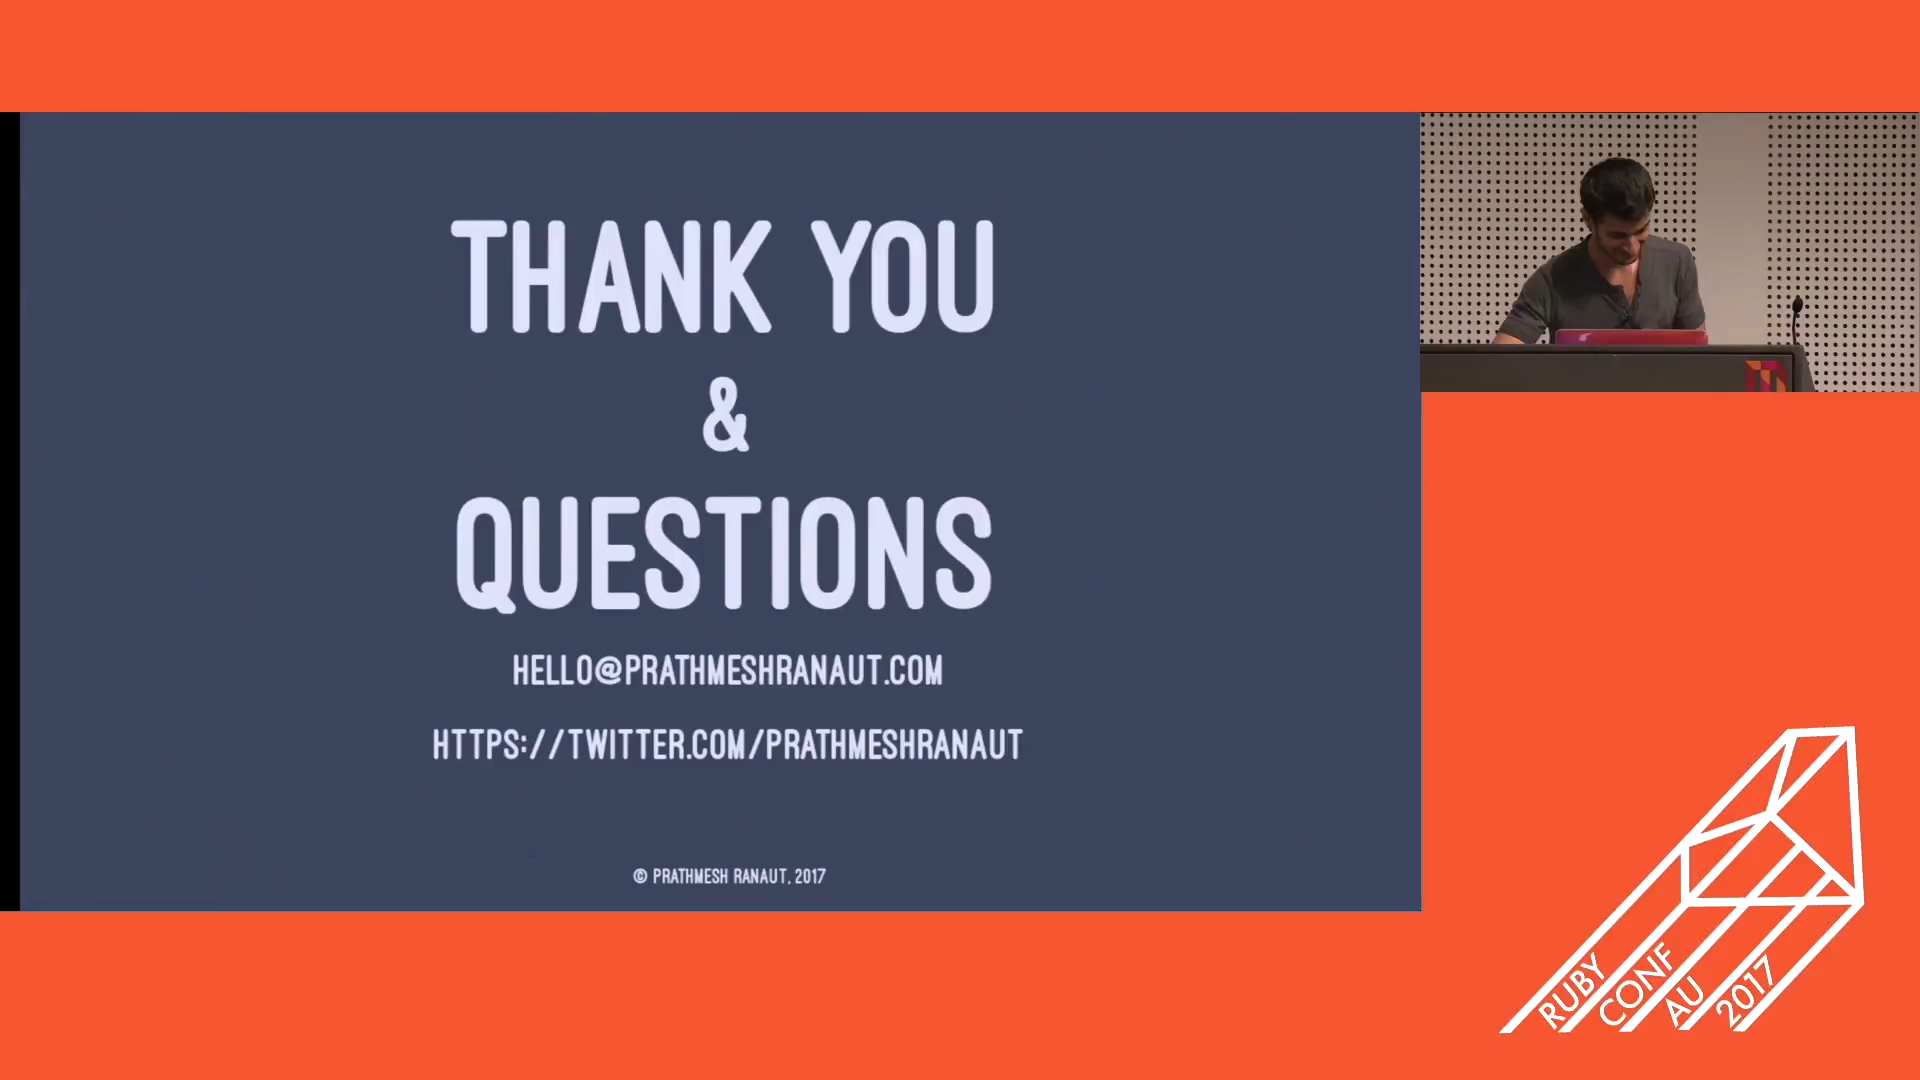 THANK YOU
&
QUESTIONS
HELLO@PRATHMESHRANAUT.COM
HTTPS://TWITTER.COM/PRATHMESHRANAUT
© PRATHMESH RANAUT, 2017
RUBY
CONF
AU
2017